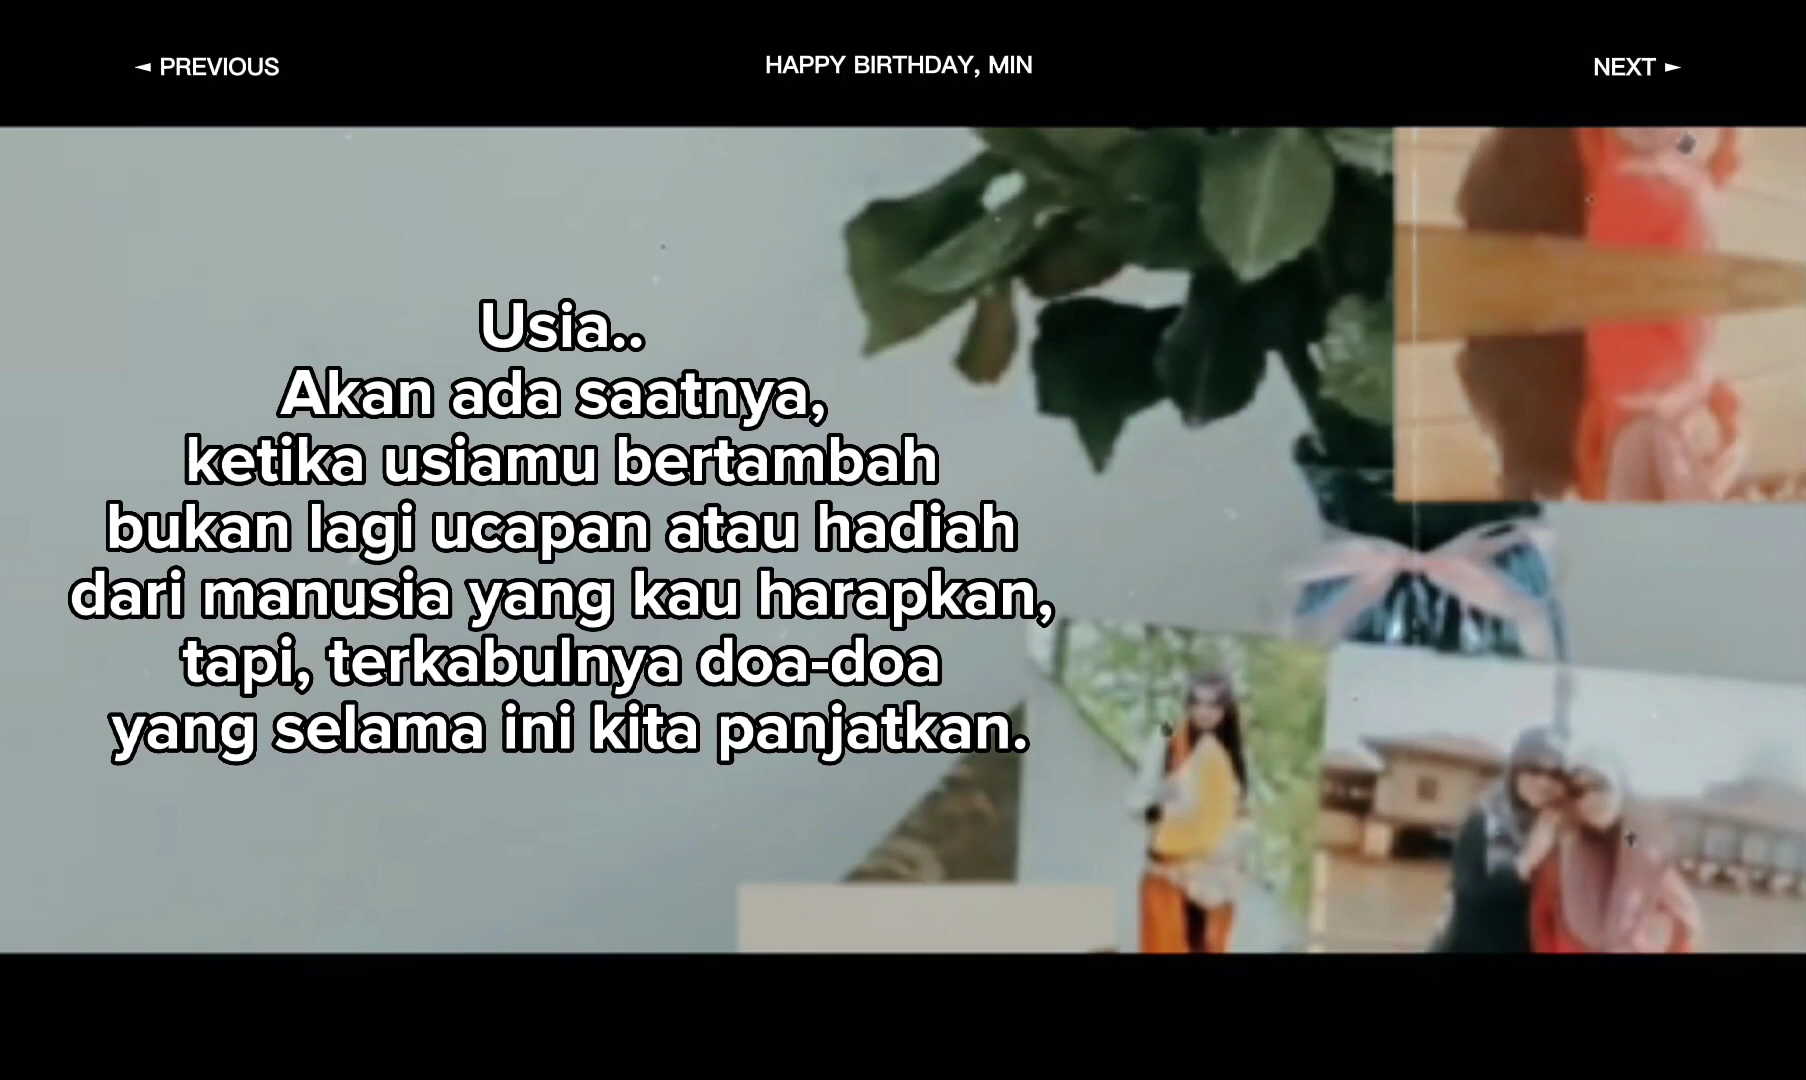 ◄ PREVIOUS
HAPPY BIRTHDAY, MIN
NEXT ►
Usia..
Akan ada saatnya,
ketika usiamu bertambah
bukan lagi ucapan atau hadiah
dari manusia yang kau harapkan,
tapi, terkabulnya doa-doa
yang selama ini kita panjatkan.